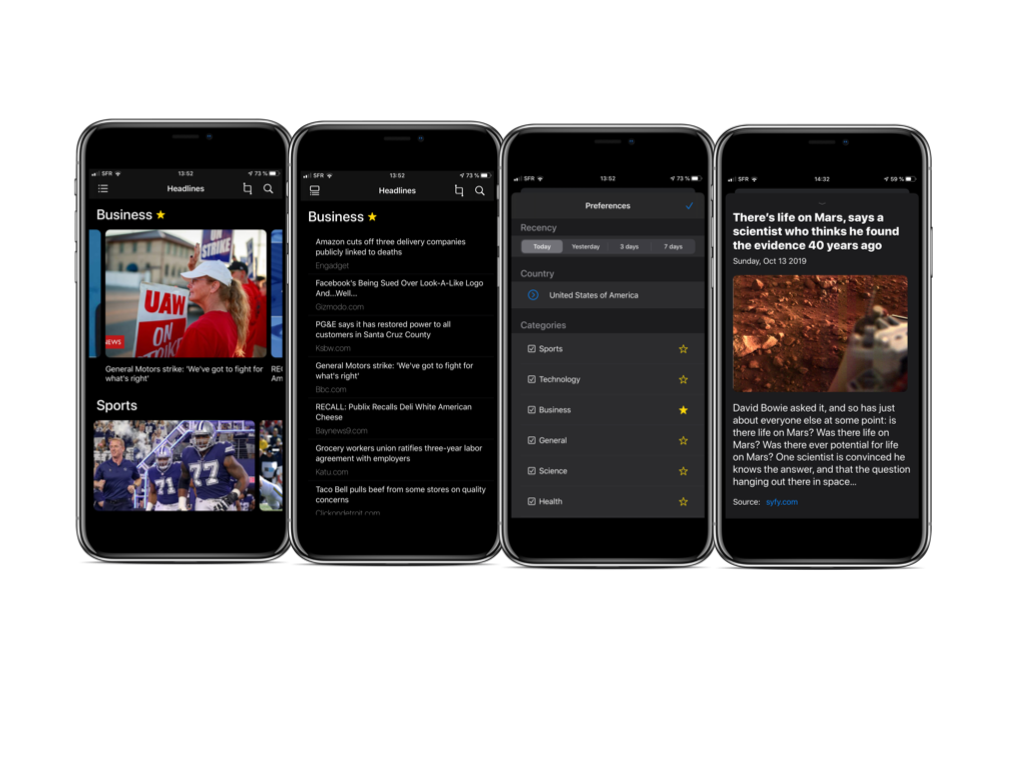 SFR
13:52
73 %
Headlines
Business
ON
STRIKE
UAW
ON
STRIK
NEWS
General Motors strike: 'We've got to fight for
what's right'
REC
Am
Sports
71
77
SFR
13:52
73 %
Headlines
Business
Amazon cuts off three delivery companies
publicly linked to deaths
Engadget
Facebook's Being Sued Over Look-A-Like Logo
And...Well...
Gizmodo.com
PG&E says it has restored power to all
customers in Santa Cruz County
Ksbw.com
General Motors strike: 'We've got to fight for
what's right'
Bbc.com
RECALL: Publix Recalls Deli White American
Cheese
Baynews9.com
Grocery workers union ratifies three-year labor
agreement with employers
Katu.com
Taco Bell pulls beef from some stores on quality
concerns
Clickondetroit.com
SFR
13:52
73 %
Preferences
Recency
Today Yesterday 3 days 7 days
Country
United States of America
Categories
Sports
Technology
Business
General
Science
Health
SFR
14:32
59 %
There's life on Mars, says a
scientist who thinks he found
the evidence 40 years ago
Sunday, Oct 13 2019
David Bowie asked it, and so has just
about everyone else at some point: is
there life on Mars? Was there life on
Mars? Was there ever potential for life
on Mars? One scientist is convinced he
knows the answer, and that the question
hanging out there in space...
Source: syfy.com